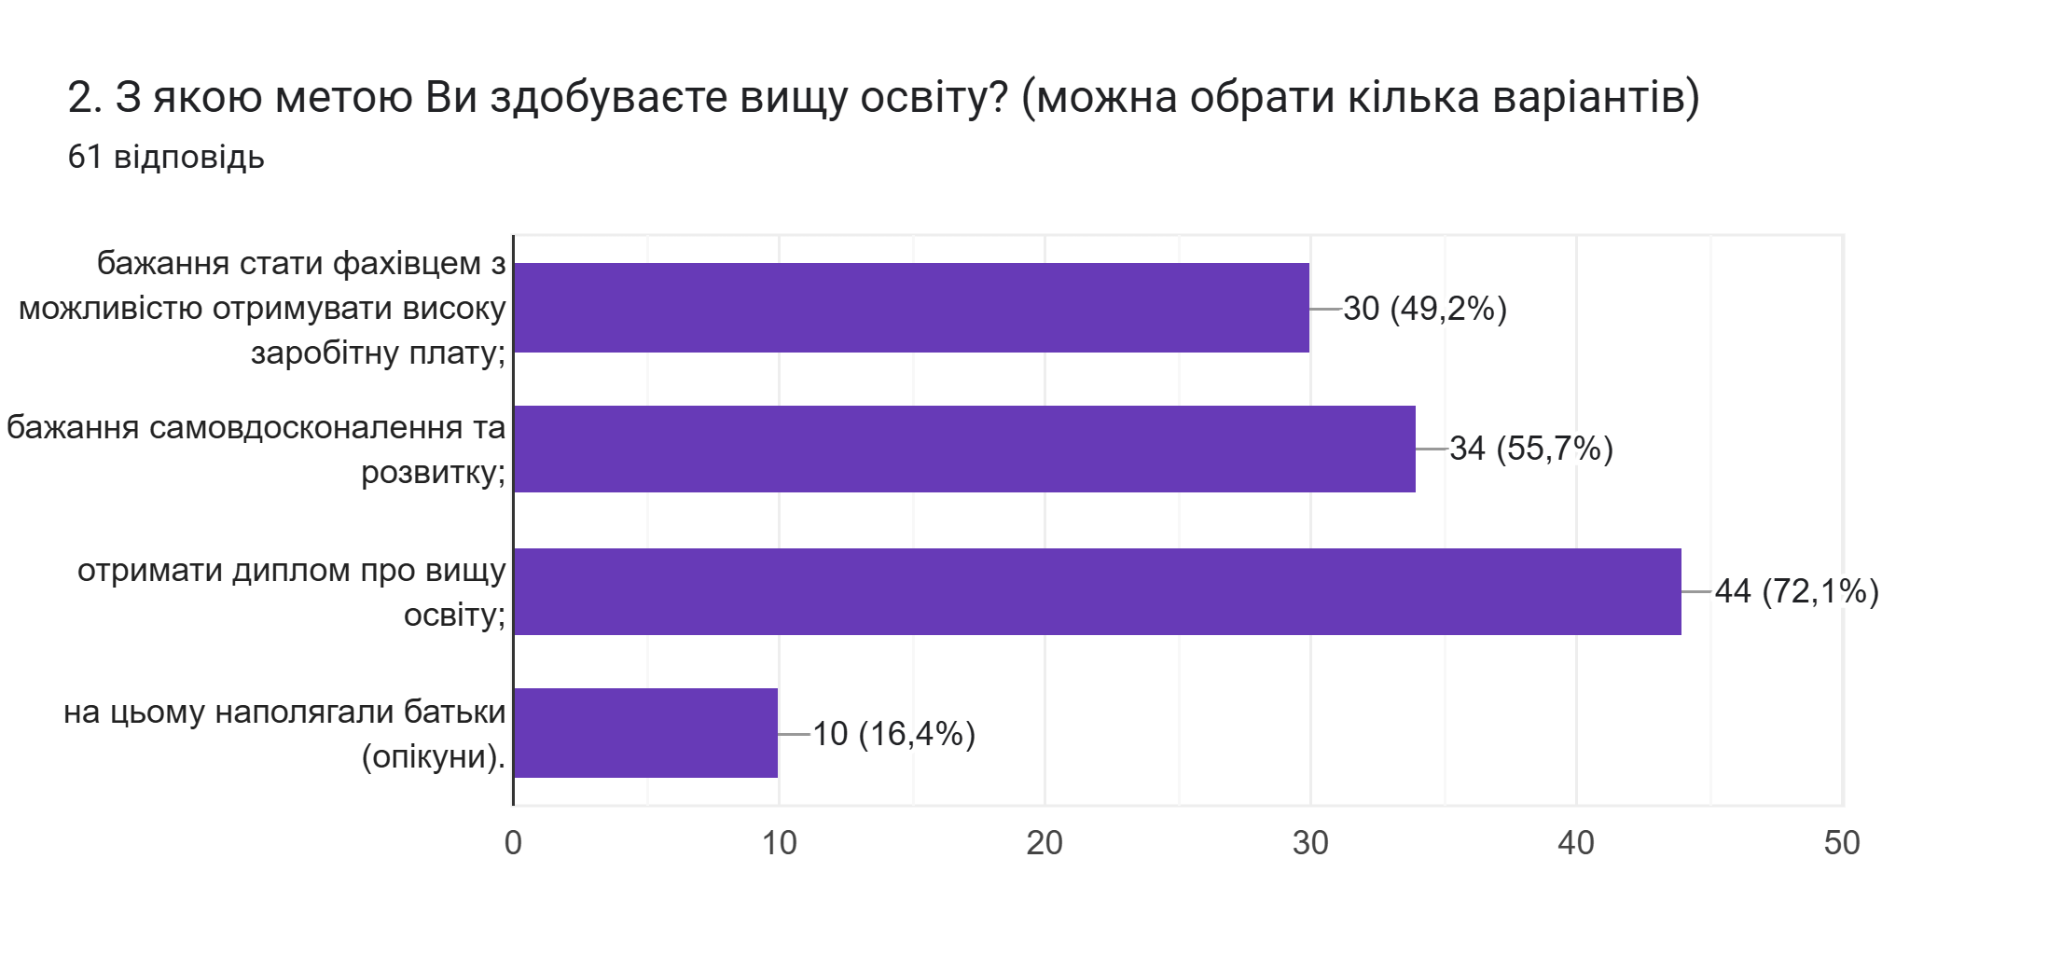 2. З якою метою Ви здобуваєте вищу освіту? (можна обрати кілька варіантів)
61 відповідь
бажання стати фахівцем з
можливістю отримувати високу
заробітну плату;
30 (49,2%)
бажання самовдосконалення та
розвитку;
34 (55,7%)
отримати диплом про вищу
освіту;
44 (72,1%)
на цьому наполягали батьки
(опікуни).
10 (16,4%)
0 10 20 30 40 50